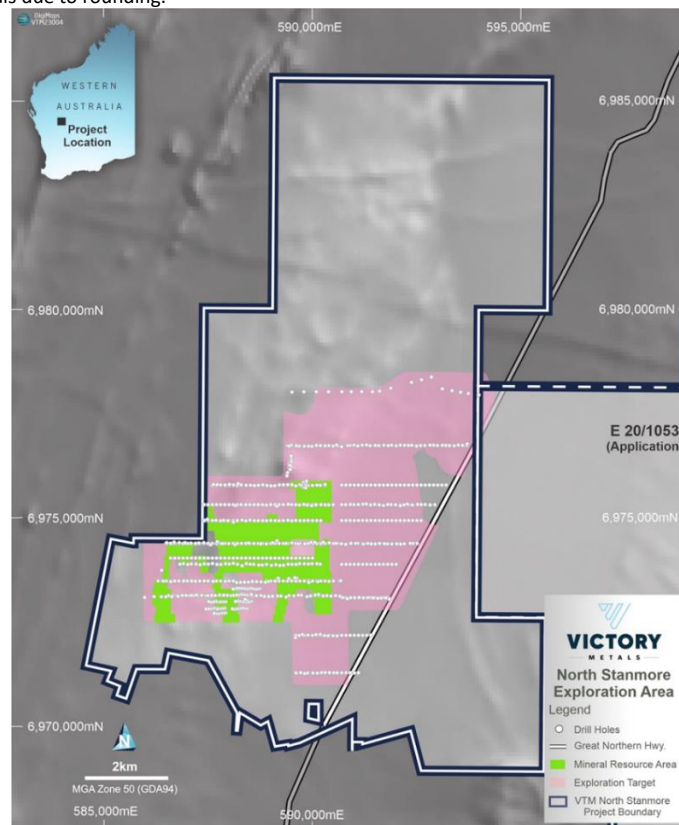 ls due to rounding.
DigiMaps
VTM23004
590,000mE
595,000mE
WESTERN
AUSTRALIA
Project
Location
6,985,000mN
6,980,000mN
6,980,000mN
E 20/1053
(Application
6,975,000mN
6,975,000mN
VICTORY
METALS
North Stanmore
Exploration Area
Legend
Drill Holes
Great Northern Hwy.
Mineral Resource Area
Exploration Target
VTM North Stanmore
Project Boundary
6,970,000mN
N
2km
MGA Zone 50 (GDA94)
585,000mE
590,000mE